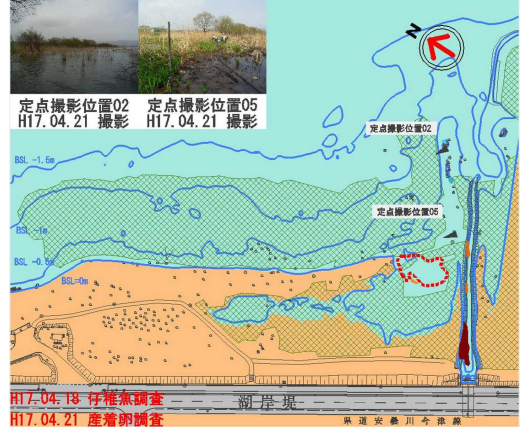 定点撮影位置02
H17.04.21 撮影
定点撮影位置05
H17.04.21 撮影
N
定点撮影位置02
BSL -1.5m
定点撮影位置05
BSL -1m
BSL -0.5m
BSL=0m
H17.04.18 仔稚魚調査
湖岸堤
H17.04.21 産着卵調査
県道安曇川今津線